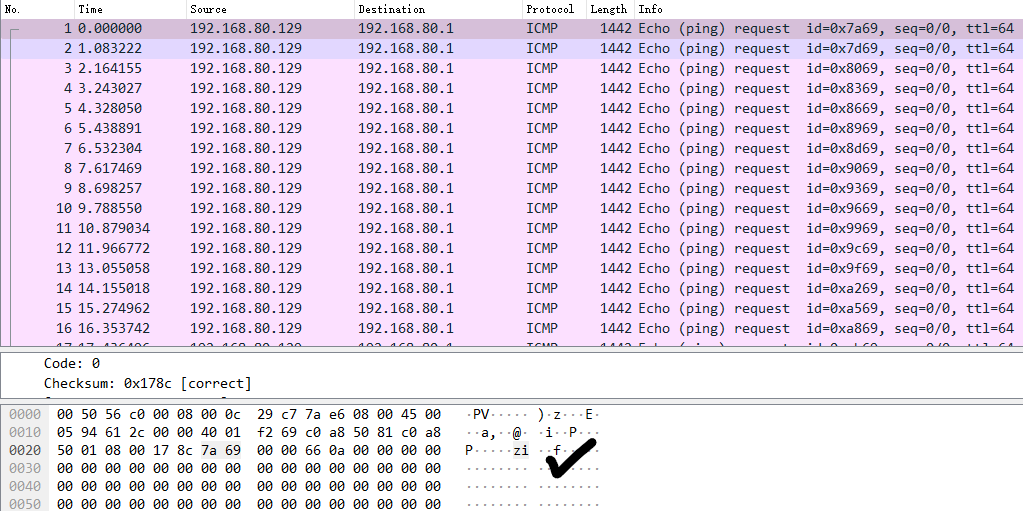 No. Time Source Destination Protocol Length Info
1 0.000000 192.168.80.129 192.168.80.1 ICMP 1442 Echo (ping) request id=0x7a69, seq=0/0, ttl=64
2 1.083222 192.168.80.129 192.168.80.1 ICMP 1442 Echo (ping) request id=0x7d69, seq=0/0, ttl=64
3 2.164155 192.168.80.129 192.168.80.1 ICMP 1442 Echo (ping) request id=0x8069, seq=0/0, ttl=64
4 3.243027 192.168.80.129 192.168.80.1 ICMP 1442 Echo (ping) request id=0x8369, seq=0/0, ttl=64
5 4.328050 192.168.80.129 192.168.80.1 ICMP 1442 Echo (ping) request id=0x8669, seq=0/0, ttl=64
6 5.438891 192.168.80.129 192.168.80.1 ICMP 1442 Echo (ping) request id=0x8969, seq=0/0, ttl=64
7 6.532304 192.168.80.129 192.168.80.1 ICMP 1442 Echo (ping) request id=0x8d69, seq=0/0, ttl=64
8 7.617469 192.168.80.129 192.168.80.1 ICMP 1442 Echo (ping) request id=0x9069, seq=0/0, ttl=64
9 8.698257 192.168.80.129 192.168.80.1 ICMP 1442 Echo (ping) request id=0x9369, seq=0/0, ttl=64
10 9.788550 192.168.80.129 192.168.80.1 ICMP 1442 Echo (ping) request id=0x9669, seq=0/0, ttl=64
11 10.879034 192.168.80.129 192.168.80.1 ICMP 1442 Echo (ping) request id=0x9969, seq=0/0, ttl=64
12 11.966772 192.168.80.129 192.168.80.1 ICMP 1442 Echo (ping) request id=0x9c69, seq=0/0, ttl=64
13 13.055058 192.168.80.129 192.168.80.1 ICMP 1442 Echo (ping) request id=0x9f69, seq=0/0, ttl=64
14 14.155018 192.168.80.129 192.168.80.1 ICMP 1442 Echo (ping) request id=0xa269, seq=0/0, ttl=64
15 15.274962 192.168.80.129 192.168.80.1 ICMP 1442 Echo (ping) request id=0xa569, seq=0/0, ttl=64
16 16.353742 192.168.80.129 192.168.80.1 ICMP 1442 Echo (ping) request id=0xa869, seq=0/0, ttl=64
Code: 0
Checksum: 0x178c [correct]
0000 00 50 56 c0 00 08 00 0c 29 c7 7a e6 08 00 45 00 ·PV····· )·z···E·
0010 05 94 61 2c 00 00 40 01 f2 69 c0 a8 50 81 c0 a8 ··a,··@· ·i··P···
0020 50 01 08 00 17 8c 7a 69 00 00 66 0a 00 00 00 00 P·····zi ··f·····
0030 00 00 00 00 00 00 00 00 00 00 00 00 00 00 00 00 ········ ········
0040 00 00 00 00 00 00 00 00 00 00 00 00 00 00 00 00 ········ ········
0050 00 00 00 00 00 00 00 00 00 00 00 00 00 00 00 00 ········ ········